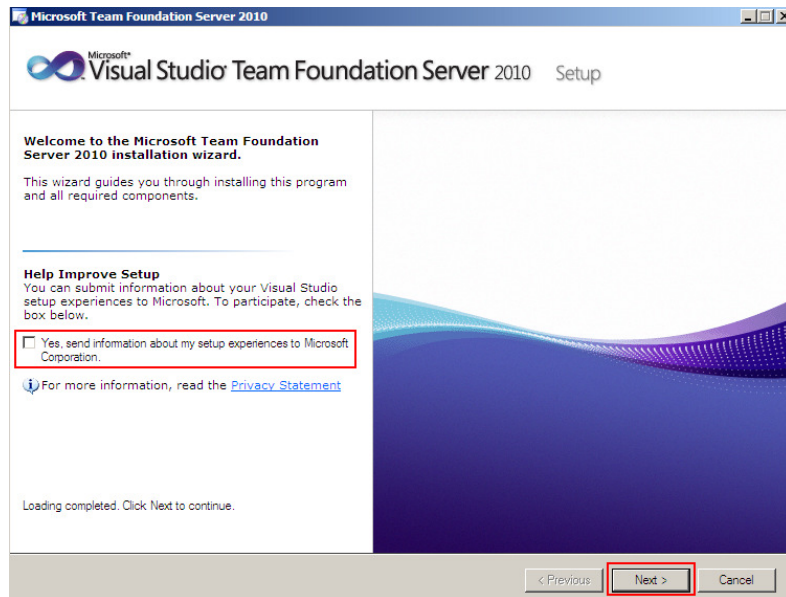 Microsoft Team Foundation Server 2010
Microsoft®
Visual Studio Team Foundation Server 2010 Setup
Welcome to the Microsoft Team Foundation
Server 2010 installation wizard.
This wizard guides you through installing this program
and all required components.
Help Improve Setup
You can submit information about your Visual Studio
setup experiences to Microsoft. To participate, check the
box below.
Yes, send information about my setup experiences to Microsoft
Corporation.
For more information, read the Privacy Statement
Loading completed. Click Next to continue.
< Previous Next > Cancel